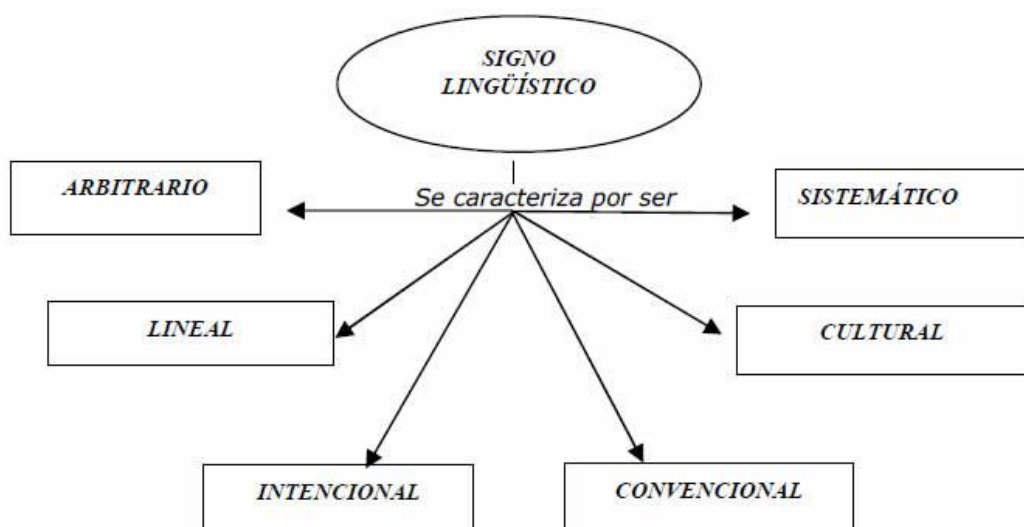 SIGNO
LINGÜÍSTICO
Se caracteriza por ser
ARBITRARIO
SISTEMÁTICO
LINEAL
CULTURAL
INTENCIONAL
CONVENCIONAL